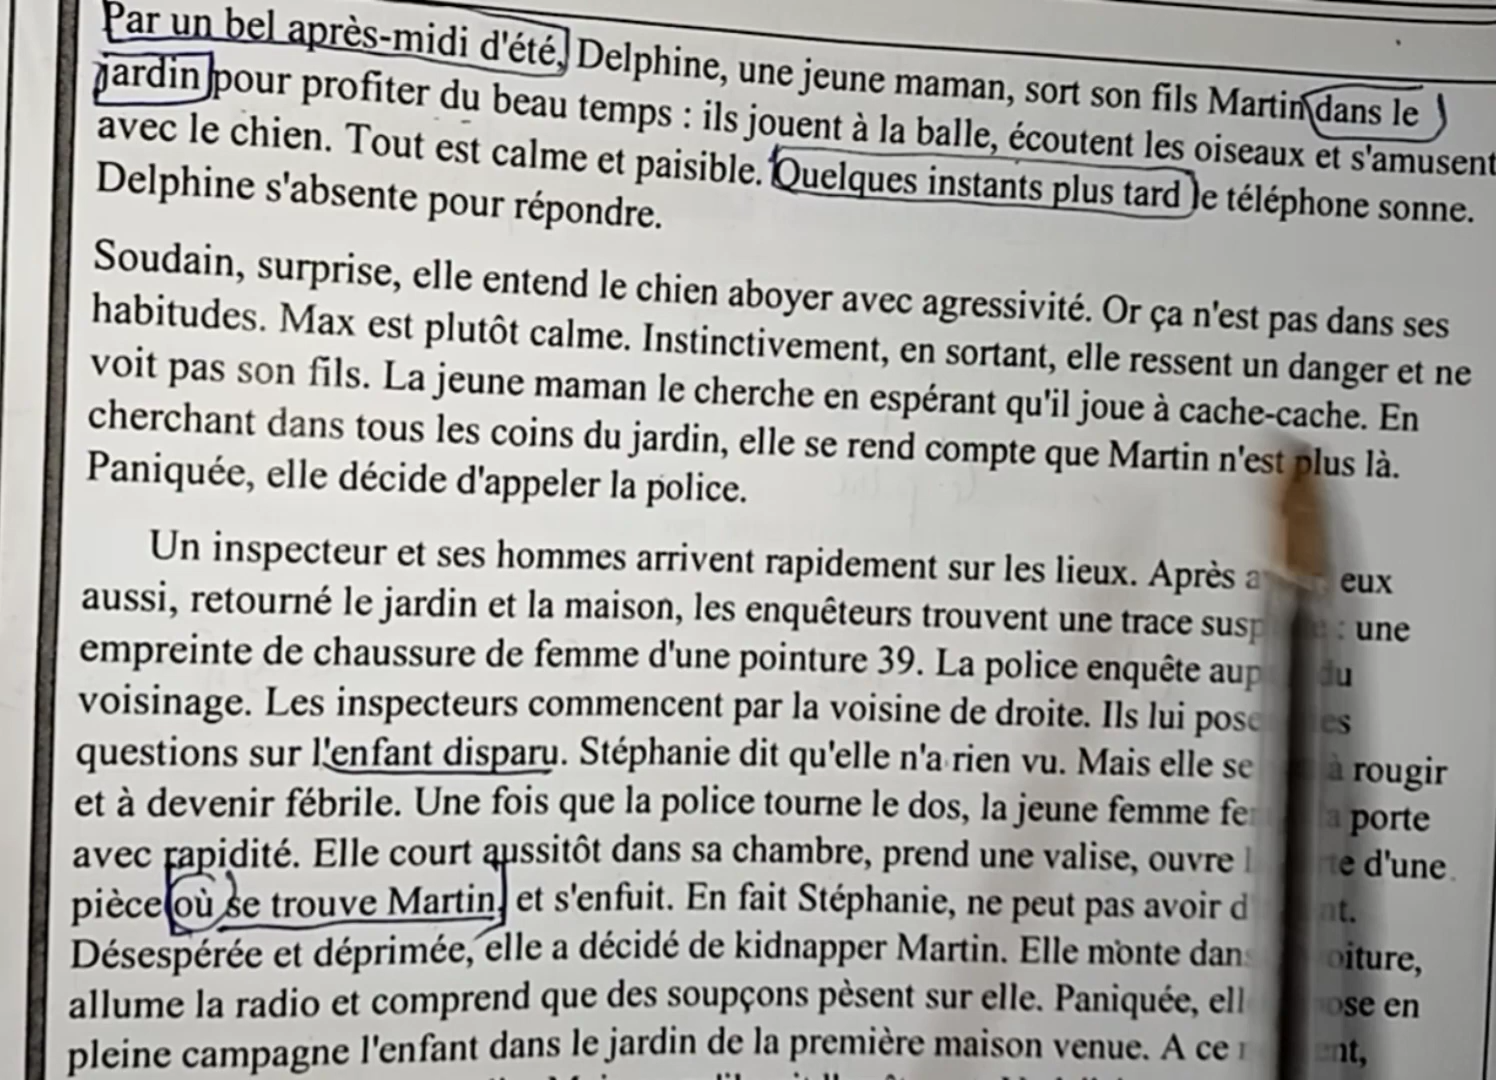 Par un bel après-midi d'été, Delphine, une jeune maman, sort son fils Martin dans le
jardin pour profiter du beau temps : ils jouent à la balle, écoutent les oiseaux et s'amusent
avec le chien. Tout est calme et paisible. Quelques instants plus tard le téléphone sonne.
Delphine s'absente pour répondre.
Soudain, surprise, elle entend le chien aboyer avec agressivité. Or ça n'est pas dans ses
habitudes. Max est plutôt calme. Instinctivement, en sortant, elle ressent un danger et ne
voit pas son fils. La jeune maman le cherche en espérant qu'il joue à cache-cache. En
cherchant dans tous les coins du jardin, elle se rend compte que Martin n'est plus là.
Paniquée, elle décide d'appeler la police.
Un inspecteur et ses hommes arrivent rapidement sur les lieux. Après eux
aussi, retourné le jardin et la maison, les enquêteurs trouvent une trace : une
empreinte de chaussure de femme d'une pointure 39. La police enquête du
voisinage. Les inspecteurs commencent par la voisine de droite. Ils lui
questions sur l'enfant disparu. Stéphanie dit qu'elle n'a rien vu. Mais elle se à rougir
et à devenir fébrile. Une fois que la police tourne le dos, la jeune femme porte
avec rapidité. Elle court aussitôt dans sa chambre, prend une valise, ouvre d'une
pièce où se trouve Martin, et s'enfuit. En fait Stéphanie, ne peut pas avoir
Désespérée et déprimée, elle a décidé de kidnapper Martin. Elle monte dans
allume la radio et comprend que des soupçons pèsent sur elle. Paniquée, en
pleine campagne l'enfant dans le jardin de la première maison venue. A ce